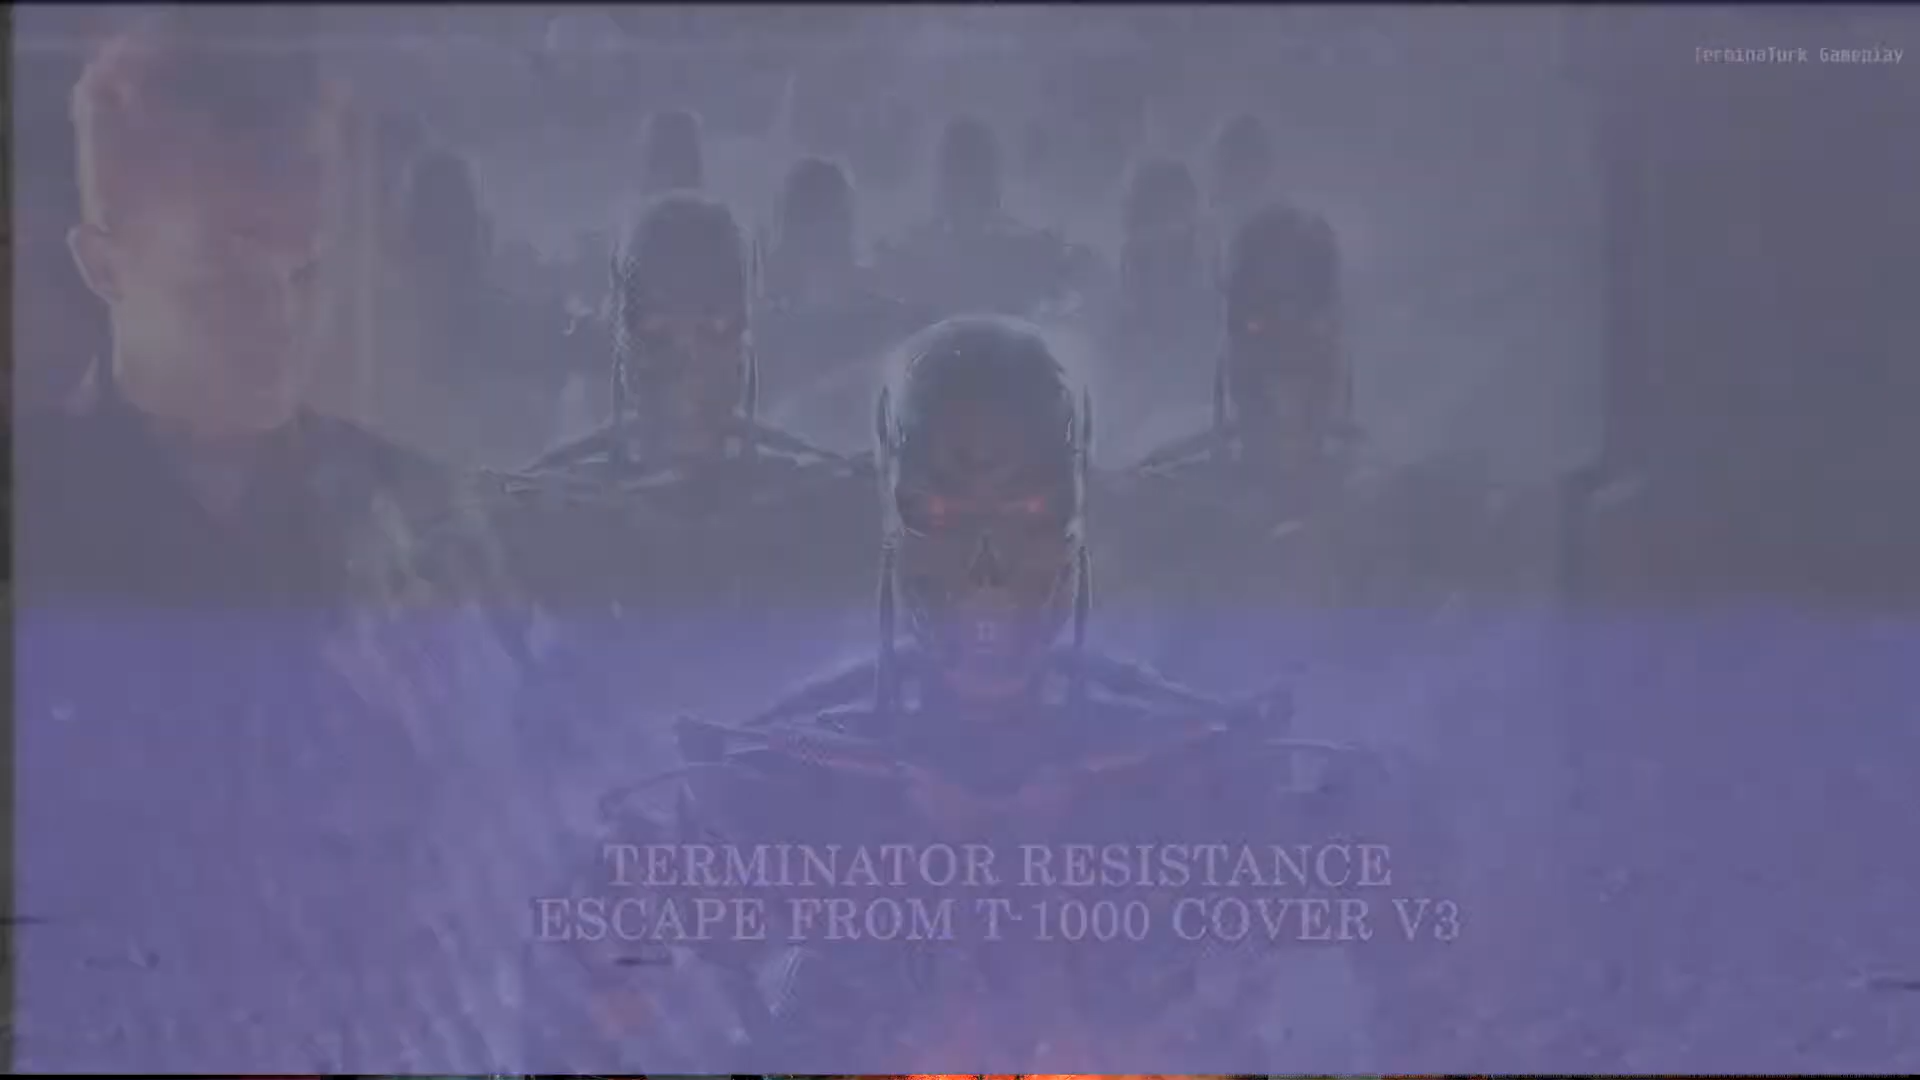 TerminaTurk Gameplay
TERMINATOR RESISTANCE
ESCAPE FROM T-1000 COVER V3